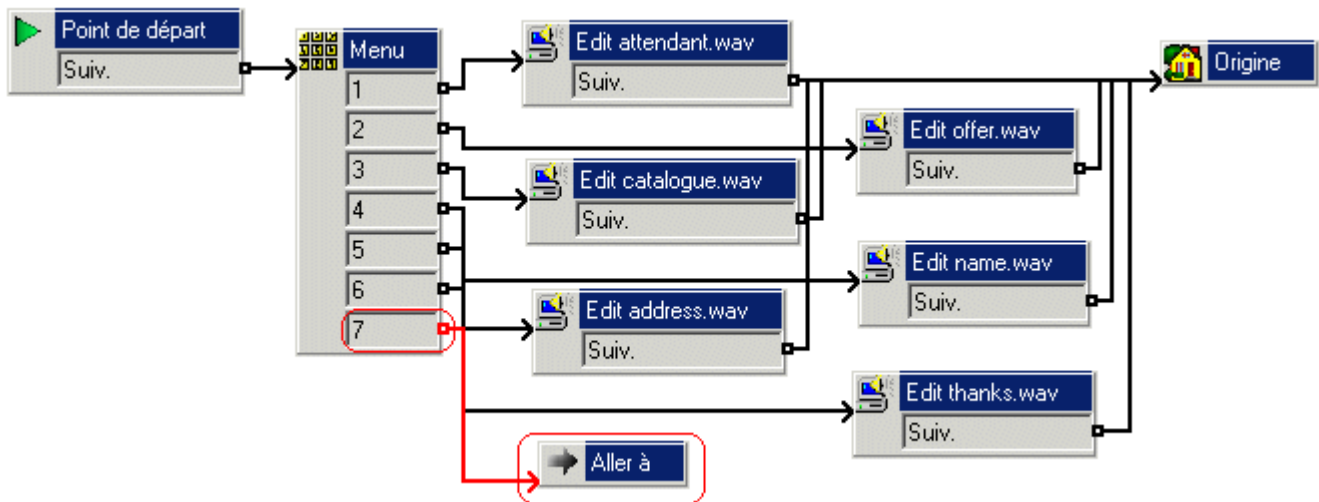 Point de départ
Suiv.
Menu
1
2
3
4
5
6
7
Edit attendant.wav
Suiv.
Edit offer.wav
Suiv.
Edit catalogue.wav
Suiv.
Edit name.wav
Suiv.
Edit address.wav
Suiv.
Edit thanks.wav
Suiv.
Aller à
Origine